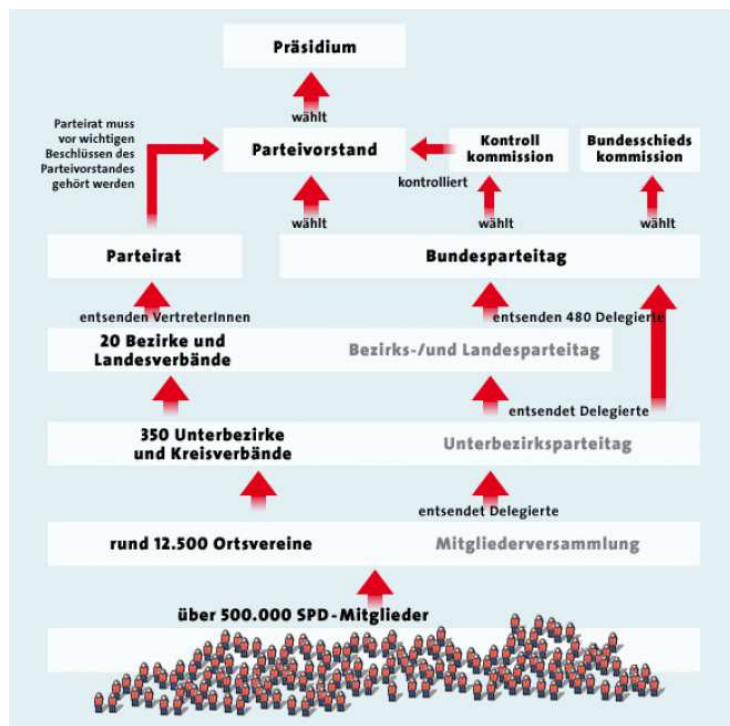 Präsidium
wählt
Parteirat muss
vor wichtigen
Beschlüssen des
Parteivorstandes
gehört werden
Parteivorstand
Kontroll
kommission
Bundesschieds
kommission
kontrolliert
wählt
wählt
wählt
Parteirat
Bundesparteitag
entsenden VertreterInnen
entsenden 480 Delegierte
20 Bezirke und
Landesverbände
Bezirks-/und Landesparteitag
entsendet Delegierte
350 Unterbezirke
und Kreisverbände
Unterbezirksparteitag
entsendet Delegierte
rund 12.500 Ortsvereine
Mitgliederversammlung
über 500.000 SPD-Mitglieder